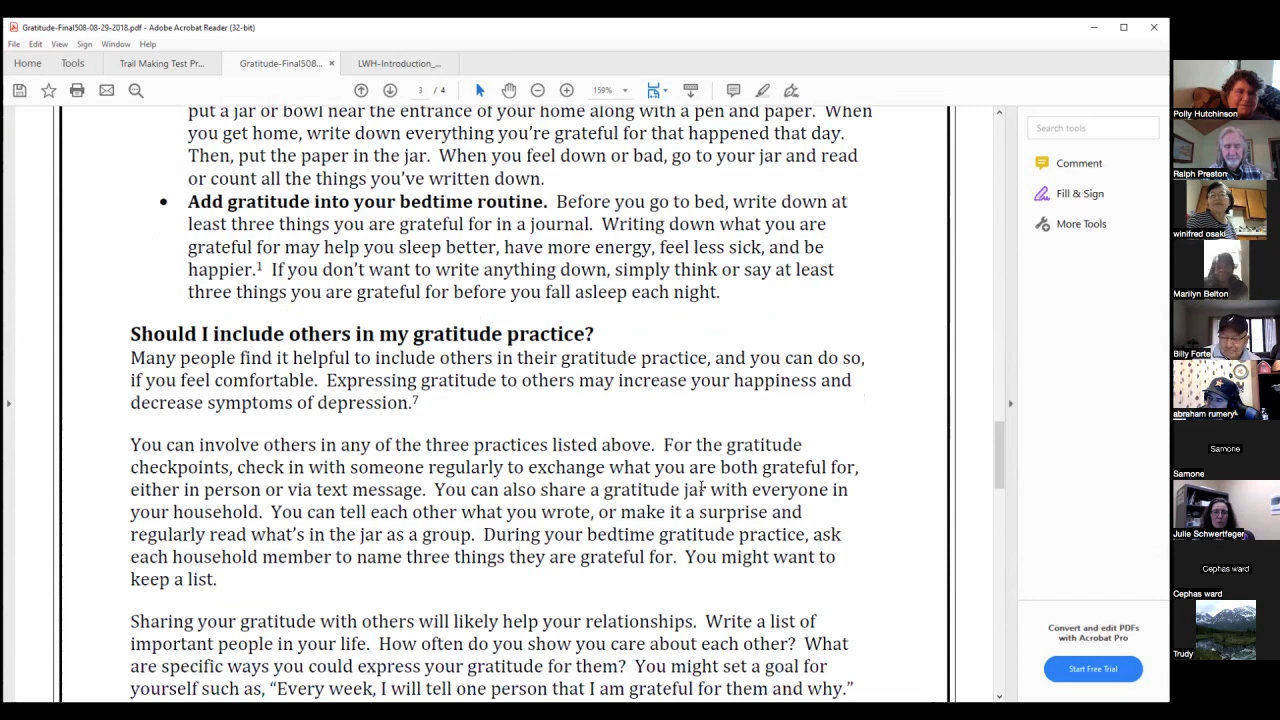 Gratitude-Final508-08-29-2018.pdf - Adobe Acrobat Reader (32-bit)
File Edit View Sign Window Help
Home Tools Trail Making Test Pr... Gratitude-Final508... × LWH-Introduction_...
3 / 4 159%
put a jar or bowl near the entrance of your home along with a pen and paper. When
you get home, write down everything you're grateful for that happened that day.
Then, put the paper in the jar. When you feel down or bad, go to your jar and read
or count all the things you've written down.
• Add gratitude into your bedtime routine. Before you go to bed, write down at
least three things you are grateful for in a journal. Writing down what you are
grateful for may help you sleep better, have more energy, feel less sick, and be
happier.¹ If you don't want to write anything down, simply think or say at least
three things you are grateful for before you fall asleep each night.
Should I include others in my gratitude practice?
Many people find it helpful to include others in their gratitude practice, and you can do so,
if you feel comfortable. Expressing gratitude to others may increase your happiness and
decrease symptoms of depression.⁷
You can involve others in any of the three practices listed above. For the gratitude
checkpoints, check in with someone regularly to exchange what you are both grateful for,
either in person or via text message. You can also share a gratitude jar with everyone in
your household. You can tell each other what you wrote, or make it a surprise and
regularly read what's in the jar as a group. During your bedtime gratitude practice, ask
each household member to name three things they are grateful for. You might want to
keep a list.
Sharing your gratitude with others will likely help your relationships. Write a list of
important people in your life. How often do you show you care about each other? What
are specific ways you could express your gratitude for them? You might set a goal for
yourself such as, “Every week, I will tell one person that I am grateful for them and why.”
Search tools
Comment
Fill & Sign
More Tools
Convert and edit PDFs
with Acrobat Pro
Start Free Trial
Polly Hutchinson
Ralph Preston
winifred osaki
Marilyn Belton
Billy Forte
abraham rumery
Samone
Samone
Julie Schwertfeger
Cephas ward
Cephas ward
Trudy